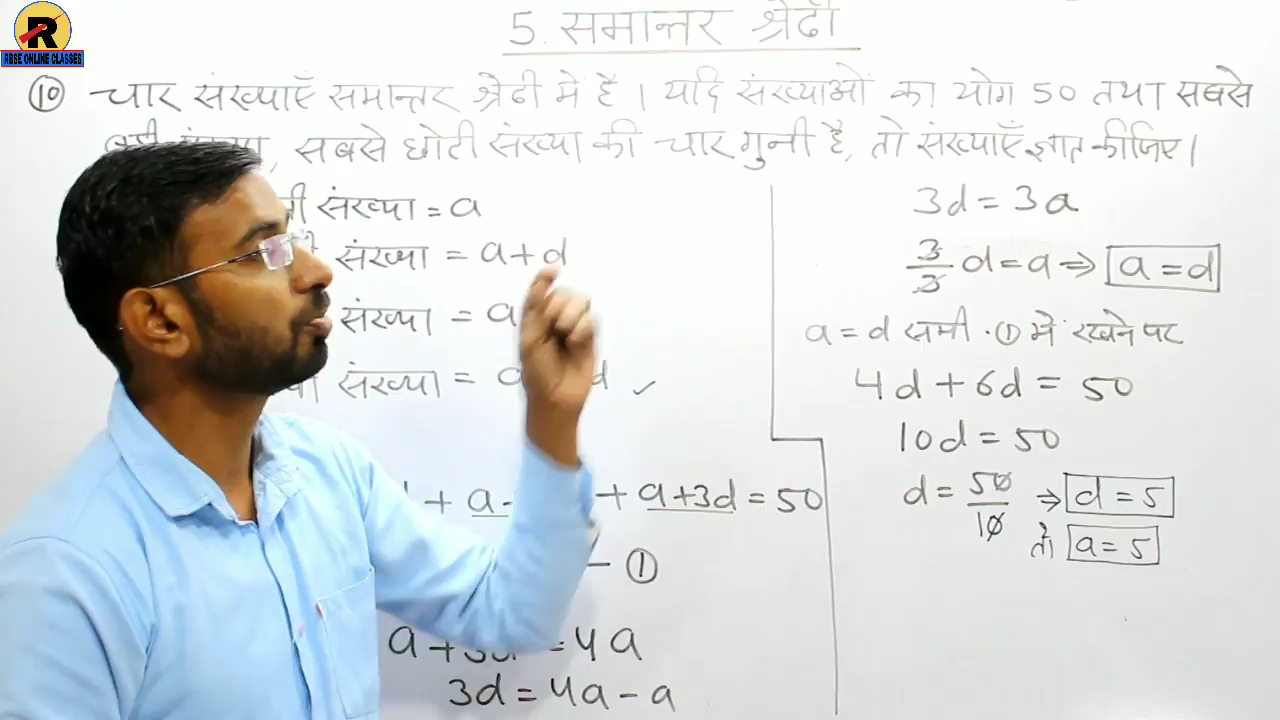 R
RBSE ONLINE CLASSES
5. समान्तर श्रेढी
⑩ चार संख्याएँ समान्तर श्रेढी में है । यदि संख्याओं का योग 50 तथा सबसे
, सबसे छोटी संख्या की चार गुनी है, तो संख्याएँ ज्ञात कीजिए।
संख्या = a
संख्या = a+d
संख्या = a
संख्या = a d ✓
+ a- + a+3d = 50
- ①
a+3d = 4a
3d = 4a - a
3d = 3a
3/3 d = a ⇒ a = d
a = d समी. ① में रखने पर
4d + 6d = 50
10d = 50
d = 50/10 ⇒ d = 5
तो a = 5